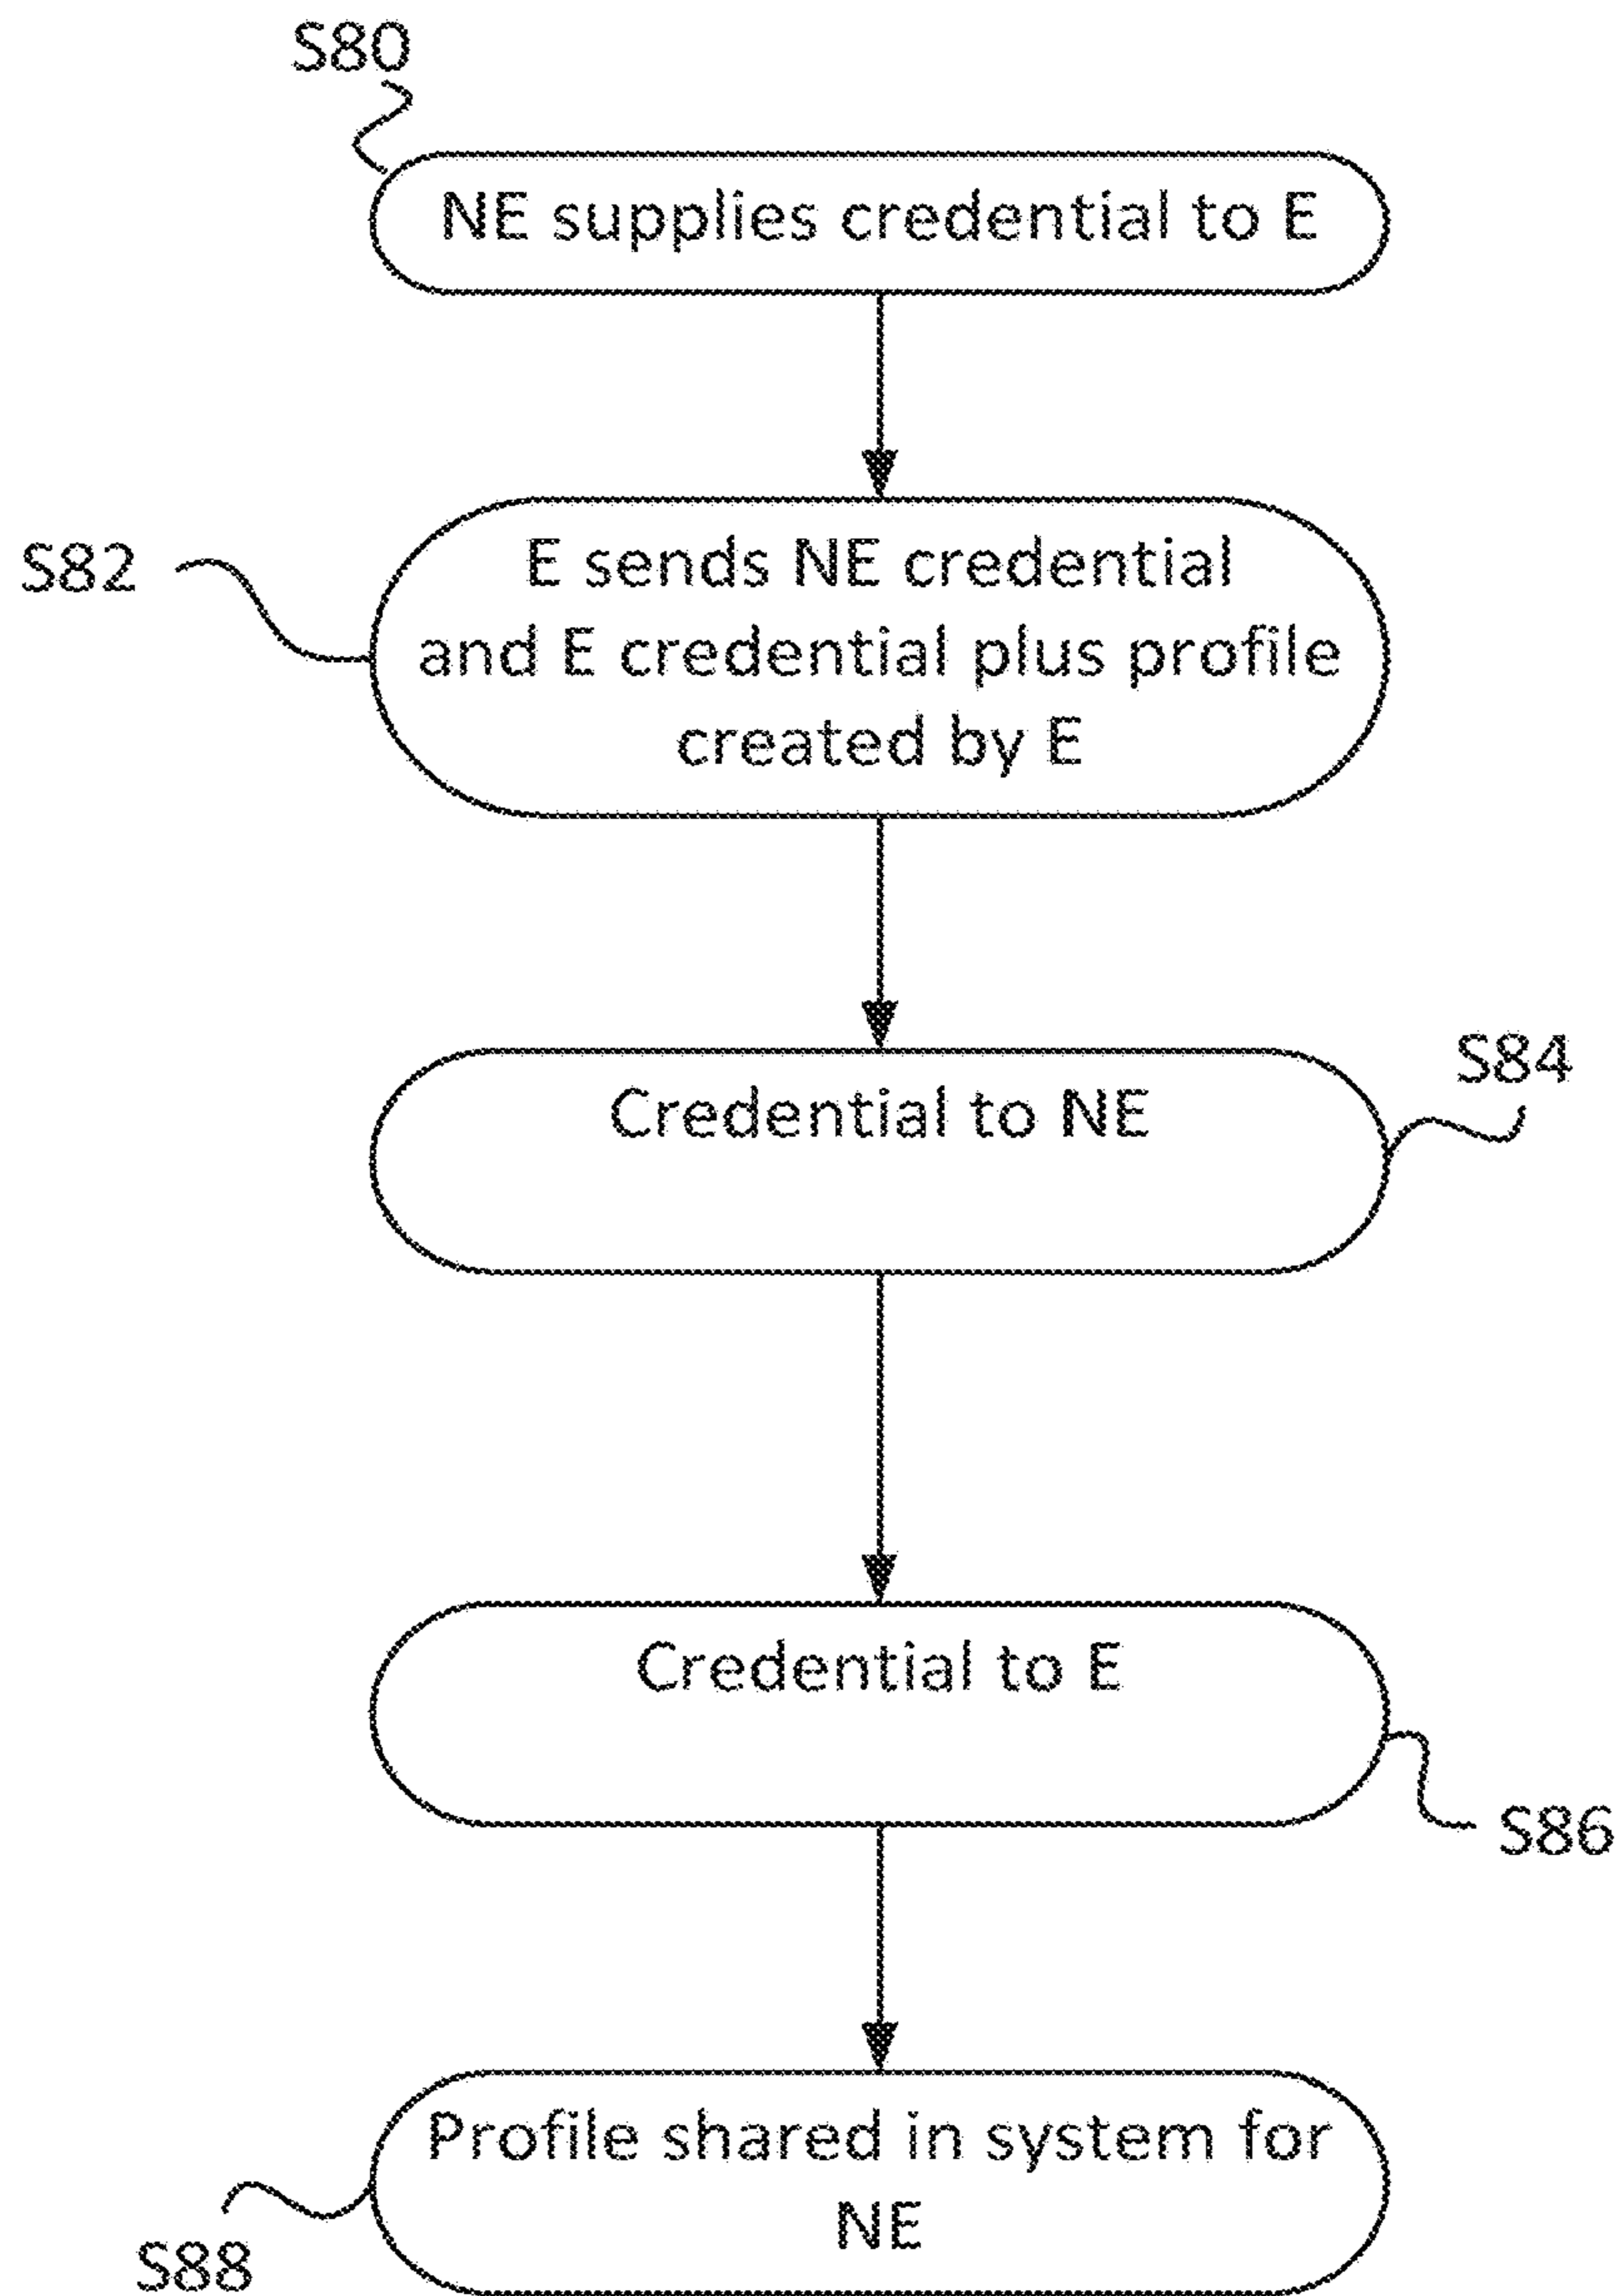 S80
NE supplies credential to E
S82
E sends NE credential
and E credential plus profile
created by E
S84
Credential to NE
Credential to E
S86
Profile shared in system for
NE
S88